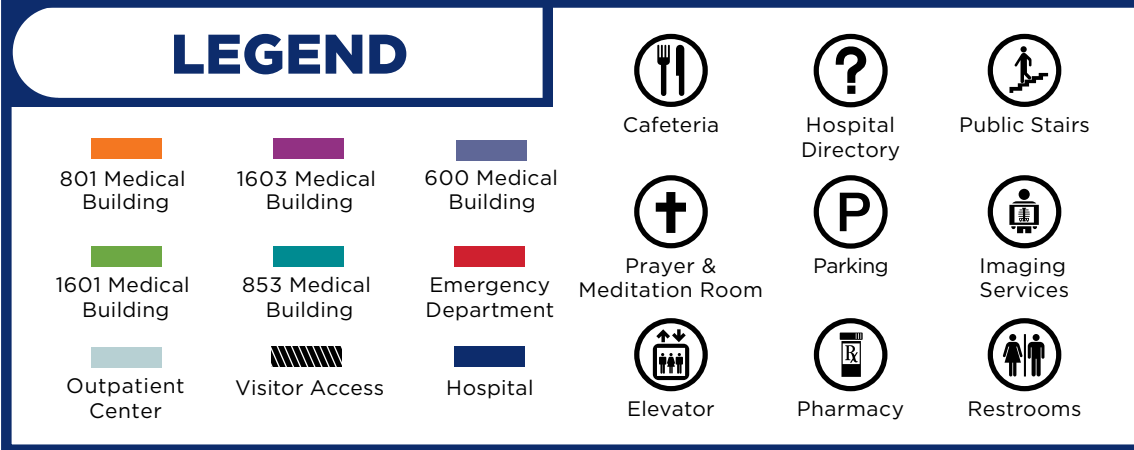 LEGEND
801 Medical
Building
1603 Medical
Building
600 Medical
Building
1601 Medical
Building
853 Medical
Building
Emergency
Department
Outpatient
Center
Visitor Access
Hospital
Cafeteria
?
Hospital
Directory
Public Stairs
Prayer &
Meditation Room
P
Parking
Imaging
Services
Elevator
Rx
Pharmacy
Restrooms